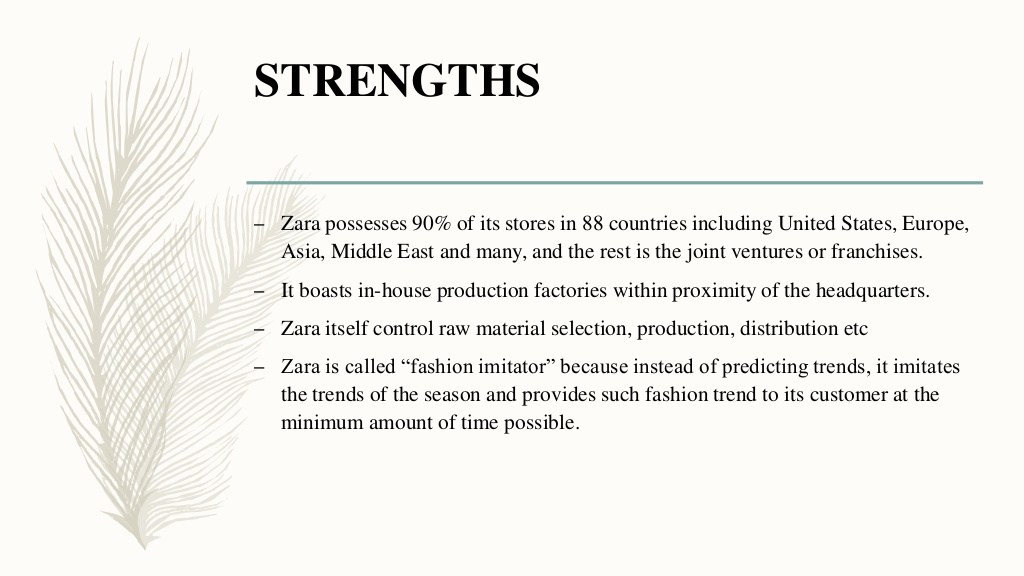 STRENGTHS
– Zara possesses 90% of its stores in 88 countries including United States, Europe,
Asia, Middle East and many, and the rest is the joint ventures or franchises.
– It boasts in-house production factories within proximity of the headquarters.
– Zara itself control raw material selection, production, distribution etc
– Zara is called “fashion imitator” because instead of predicting trends, it imitates
the trends of the season and provides such fashion trend to its customer at the
minimum amount of time possible.